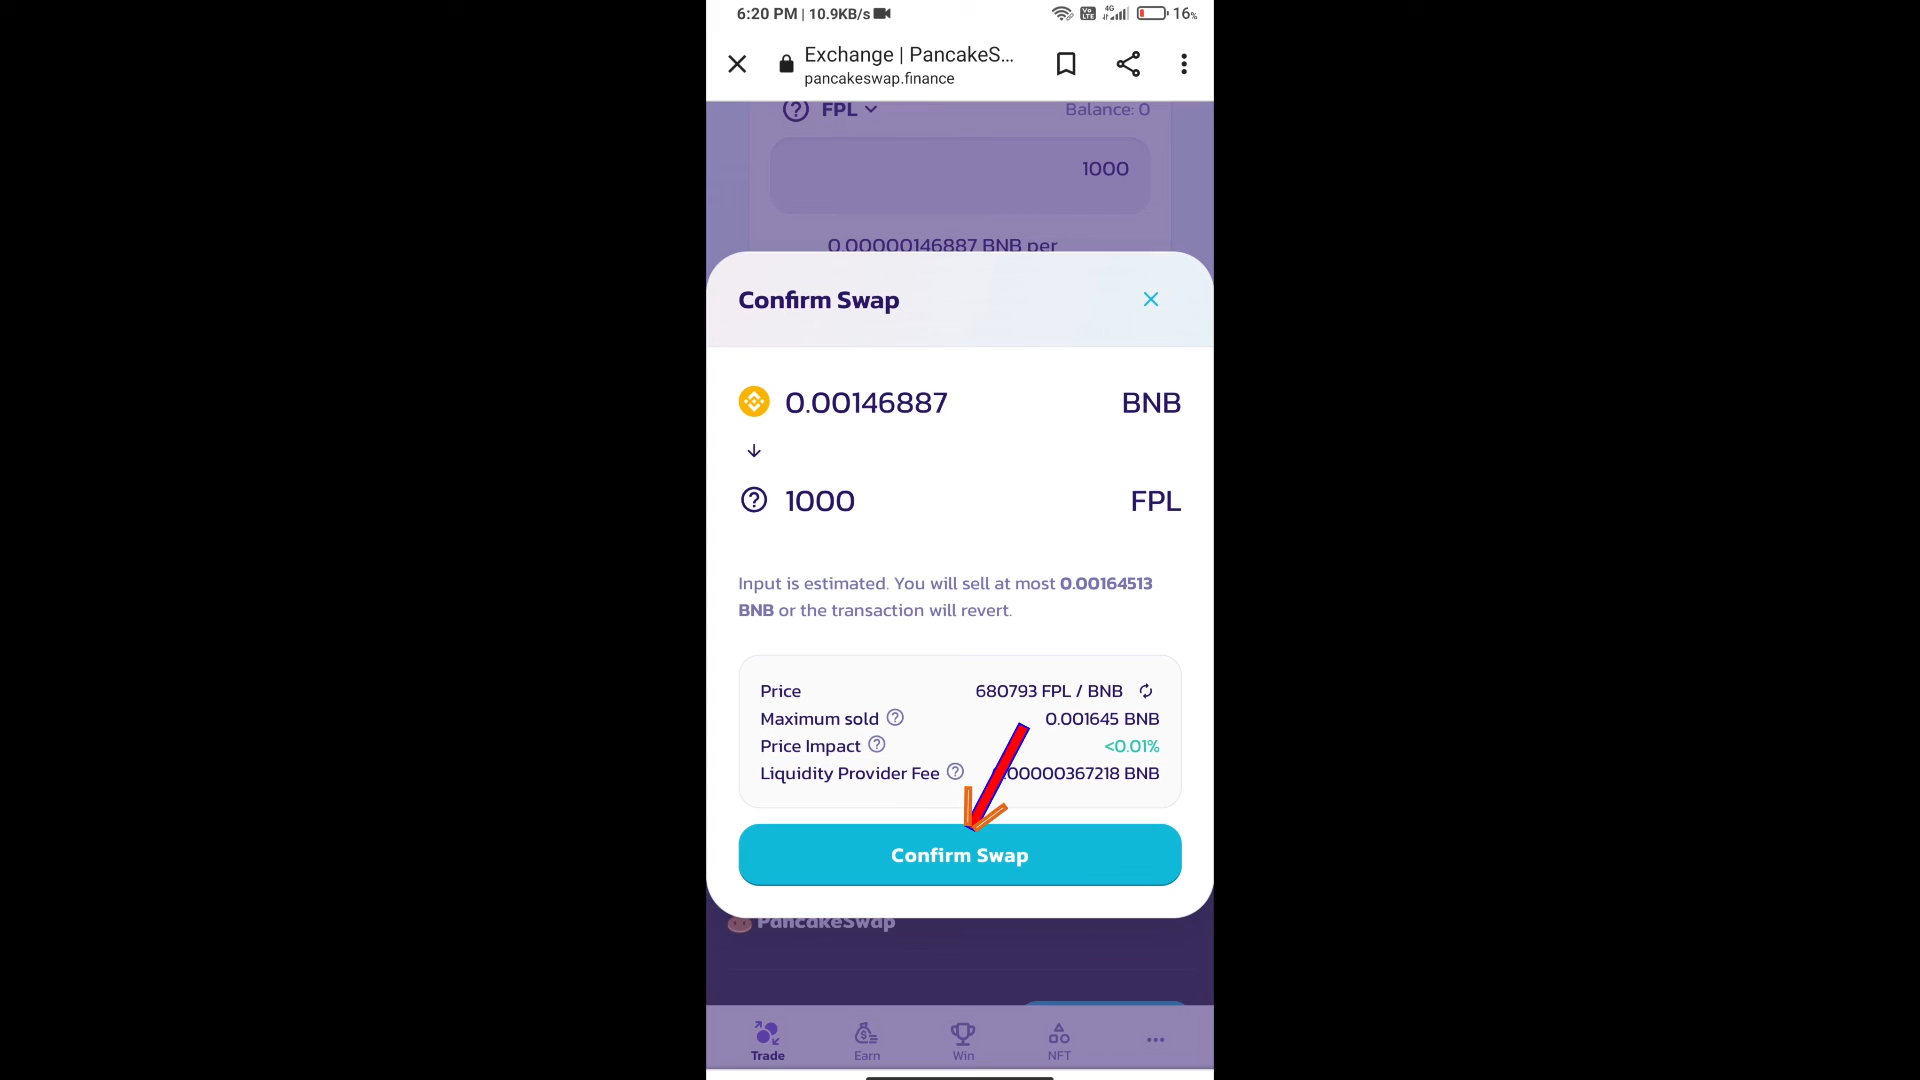 6:20 PM | 10.9KB/s
Vo LTE
4G
16%
Exchange | PancakeS...
pancakeswap.finance
FPL
Balance: 0
1000
0.00000146887 BNB per
Confirm Swap
0.00146887 BNB
1000 FPL
Input is estimated. You will sell at most 0.00164513
BNB or the transaction will revert.
Price 680793 FPL / BNB
Maximum sold 0.001645 BNB
Price Impact <0.01%
Liquidity Provider Fee .00000367218 BNB
Confirm Swap
PancakeSwap
Trade Earn Win NFT